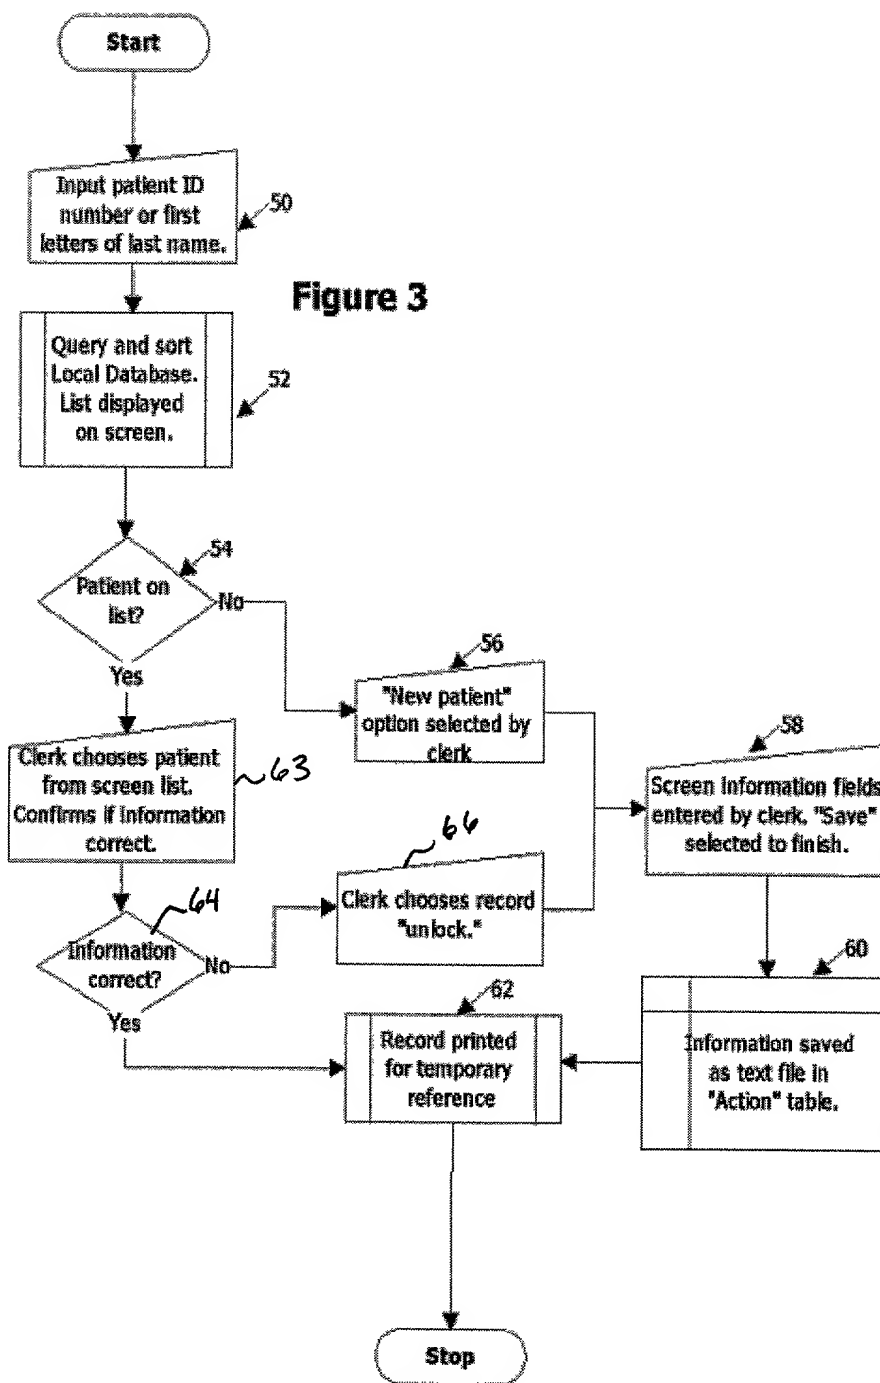 Start
Input patient ID
number or first
letters of last name.
50
Figure 3
Query and sort
Local Database.
List displayed
on screen.
52
54
Patient on
list?
No
Yes
56
"New patient"
option selected by
clerk
58
Screen information fields
entered by clerk. "Save"
selected to finish.
Clerk chooses patient
from screen list.
Confirms if information
correct.
63
66
Clerk chooses record
"unlock."
64
Information
correct?
No
Yes
60
Information saved
as text file in
"Action" table.
62
Record printed
for temporary
reference
Stop